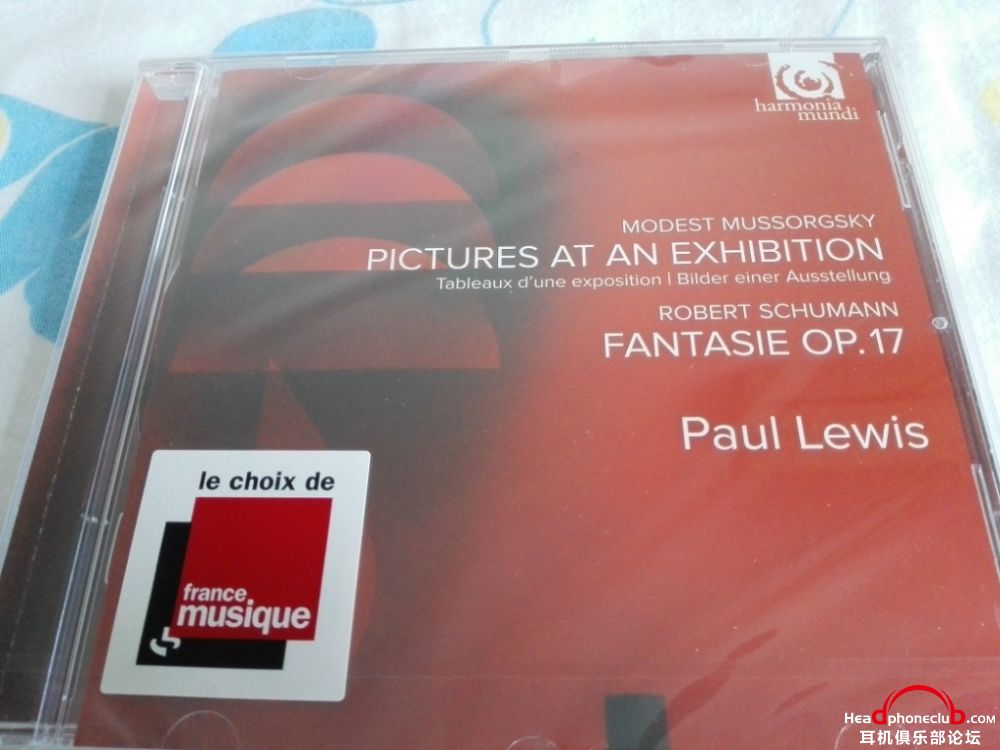 harmonia
mundi
MODEST MUSSORGSKY
PICTURES AT AN EXHIBITION
Tableaux d'une exposition | Bilder einer Ausstellung
ROBERT SCHUMANN
FANTASIE OP. 17
Paul Lewis
le choix de
france
musique
Headphoneclub.com
耳机俱乐部论坛